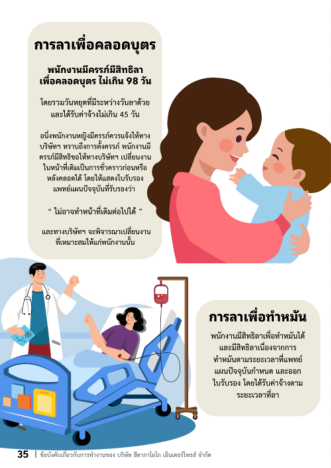 การลาเพื่อคลอดบุตร
พนักงานมีครรภ์มีสิทธิลา
เพื่อคลอดบุตร ไม่เกิน 98 วัน
โดยรวมวันหยุดที่มีระหว่างวันลาด้วย
และได้รับค่าจ้างไม่เกิน 45 วัน
อนึ่งพนักงานหญิงมีครรภ์ควรแจ้งให้ทาง
บริษัทฯ ทราบถึงการตั้งครรภ์ พนักงานมี
ครรภ์มีสิทธิขอให้ทางบริษัทฯ เปลี่ยนงาน
ในหน้าที่เดิมเป็นการชั่วคราวก่อนหรือ
หลังคลอดได้ โดยให้แสดงใบรับรอง
แพทย์แผนปัจจุบันที่รับรองว่า
“ ไม่อาจทำหน้าที่เดิมต่อไปได้ ”
และทางบริษัทฯ จะพิจารณาเปลี่ยนงาน
ที่เหมาะสมให้แก่พนักงานนั้น
การลาเพื่อทำหมัน
พนักงานมีสิทธิลาเพื่อทำหมันได้
และมีสิทธิลาเนื่องจากการ
ทำหมันตามระยะเวลาที่แพทย์
แผนปัจจุบันกำหนด และออก
ใบรับรอง โดยได้รับค่าจ้างตาม
ระยะเวลาที่ลา
35 | ข้อบังคับเกี่ยวกับการทำงานของ บริษัท ฮีดากาโยโก เอ็นเตอร์ไพรส์ จำกัด